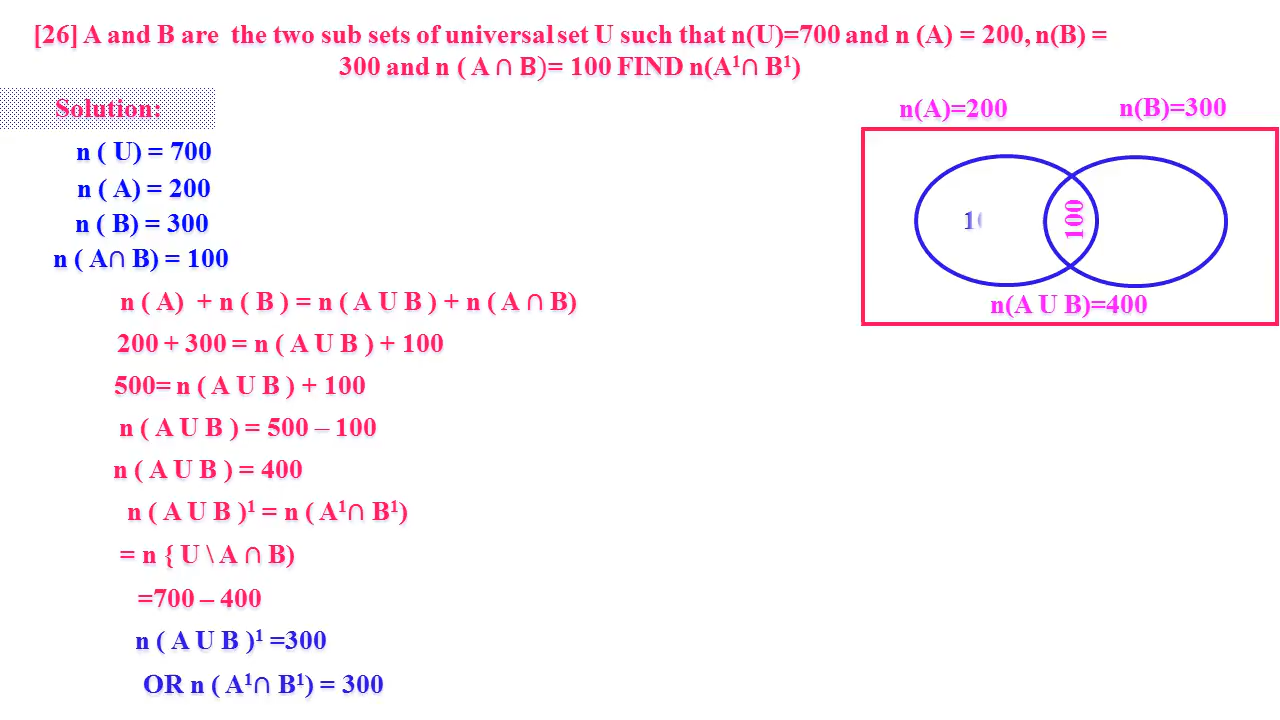 [26] A and B are the two sub sets of universal set U such that n(U)=700 and n (A) = 200, n(B) =
300 and n ( A ∩ B)= 100 FIND n(A¹∩ B¹)
Solution:
n ( U) = 700
n ( A) = 200
n ( B) = 300
n ( A∩ B) = 100
n ( A) + n ( B ) = n ( A U B ) + n ( A ∩ B)
200 + 300 = n ( A U B ) + 100
500= n ( A U B ) + 100
n ( A U B ) = 500 – 100
n ( A U B ) = 400
n ( A U B )¹ = n ( A¹∩ B¹)
= n { U \ A ∩ B)
=700 – 400
n ( A U B )¹ =300
OR n ( A¹∩ B¹) = 300
n(A)=200
n(B)=300
100
n(A U B)=400